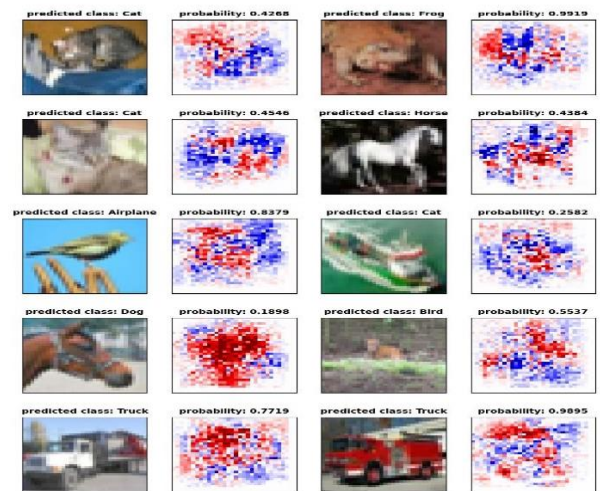 predicted class: Cat
probability: 0.4268
predicted class: Frog
probability: 0.9919
predicted class: Cat
probability: 0.4546
predicted class: Horse
probability: 0.4384
predicted class: Airplane
probability: 0.8379
predicted class: Cat
probability: 0.2582
predicted class: Dog
probability: 0.1898
predicted class: Bird
probability: 0.5537
predicted class: Truck
probability: 0.7719
predicted class: Truck
probability: 0.9895